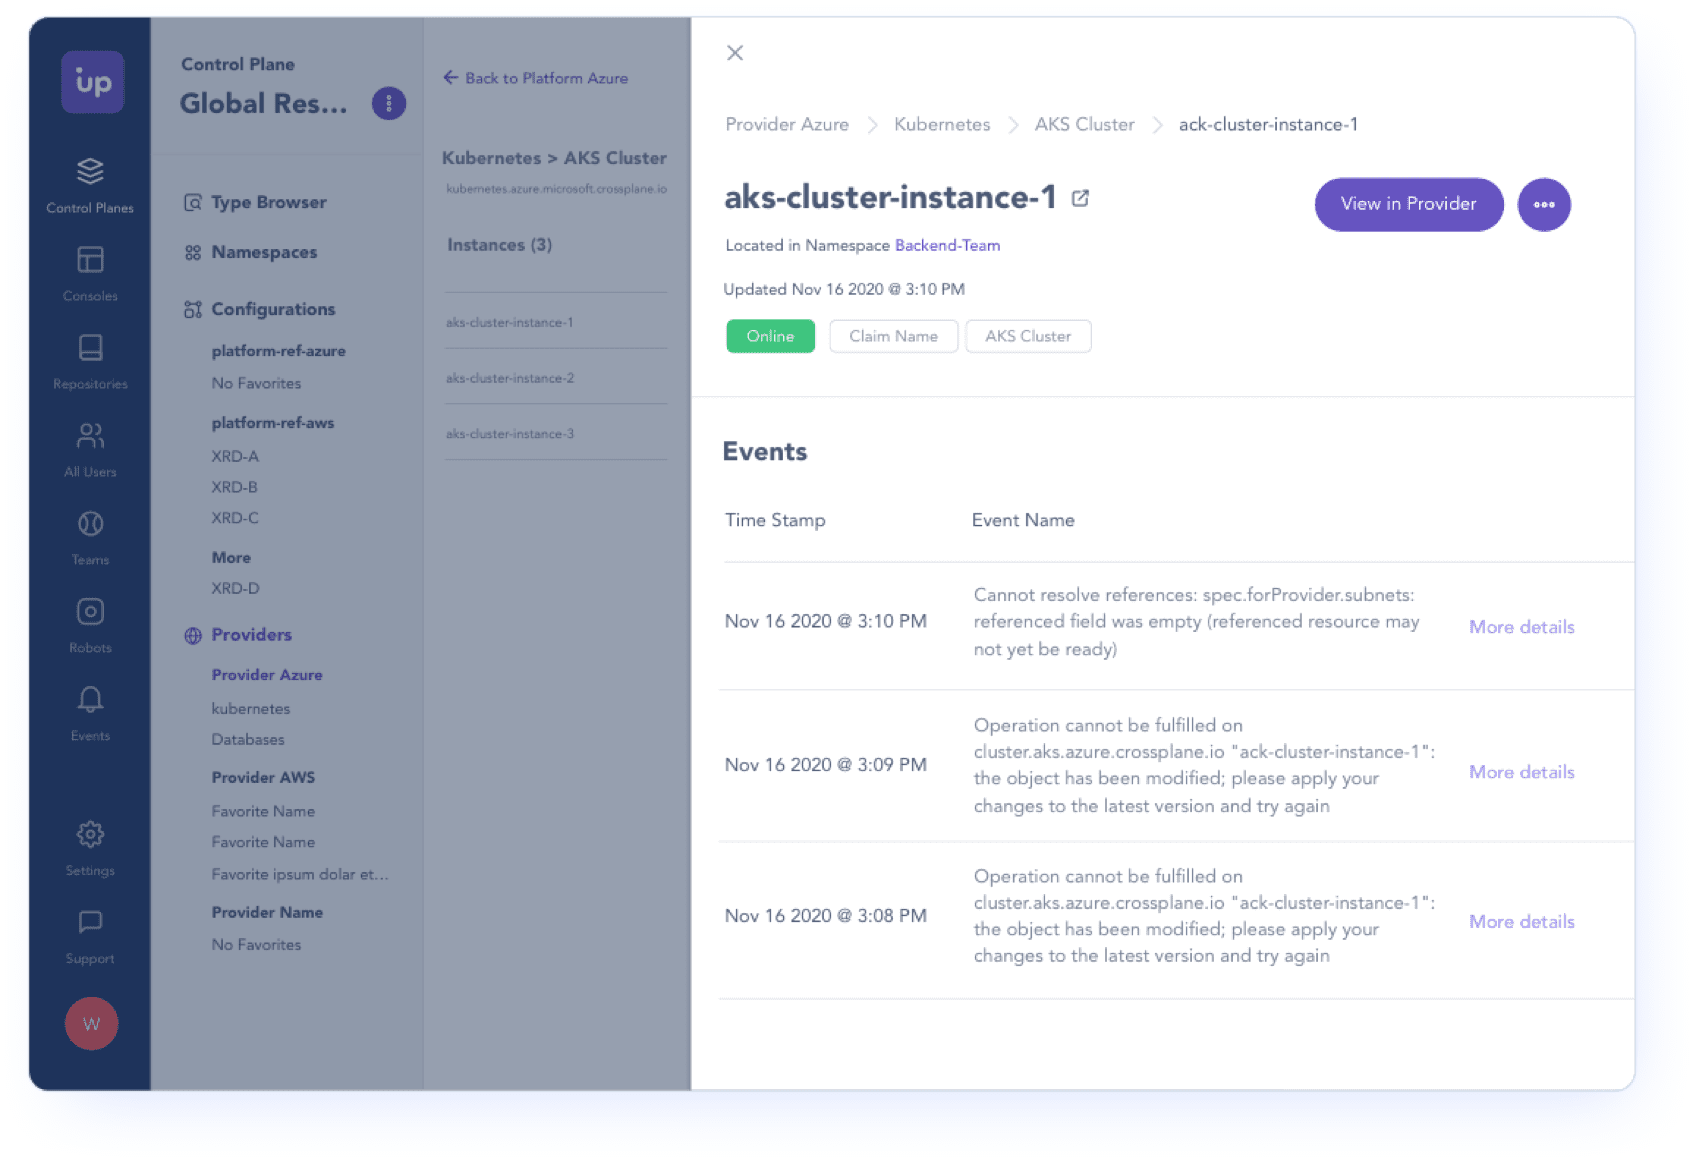 up
Control Planes
Consoles
Repositories
All Users
Teams
Robots
Events
Settings
Support
W
Control Plane
Global Res...
Type Browser
Namespaces
Configurations
platform-ref-azure
No Favorites
platform-ref-aws
XRD-A
XRD-B
XRD-C
More
XRD-D
Providers
Provider Azure
kubernetes
Databases
Provider AWS
Favorite Name
Favorite Name
Favorite ipsum dolar et...
Provider Name
No Favorites
Back to Platform Azure
Kubernetes > AKS Cluster
kubernetes.azure.microsoft.crossplane.io
Instances (3)
aks-cluster-instance-1
aks-cluster-instance-2
aks-cluster-instance-3
Provider Azure > Kubernetes > AKS Cluster > ack-cluster-instance-1
aks-cluster-instance-1
View in Provider
Located in Namespace Backend-Team
Updated Nov 16 2020 @ 3:10 PM
Online Claim Name AKS Cluster
Events
Time Stamp Event Name
Nov 16 2020 @ 3:10 PM
Cannot resolve references: spec.forProvider.subnets:
referenced field was empty (referenced resource may
not yet be ready)
More details
Nov 16 2020 @ 3:09 PM
Operation cannot be fulfilled on
cluster.aks.azure.crossplane.io "ack-cluster-instance-1":
the object has been modified; please apply your
changes to the latest version and try again
More details
Nov 16 2020 @ 3:08 PM
Operation cannot be fulfilled on
cluster.aks.azure.crossplane.io "ack-cluster-instance-1":
the object has been modified; please apply your
changes to the latest version and try again
More details